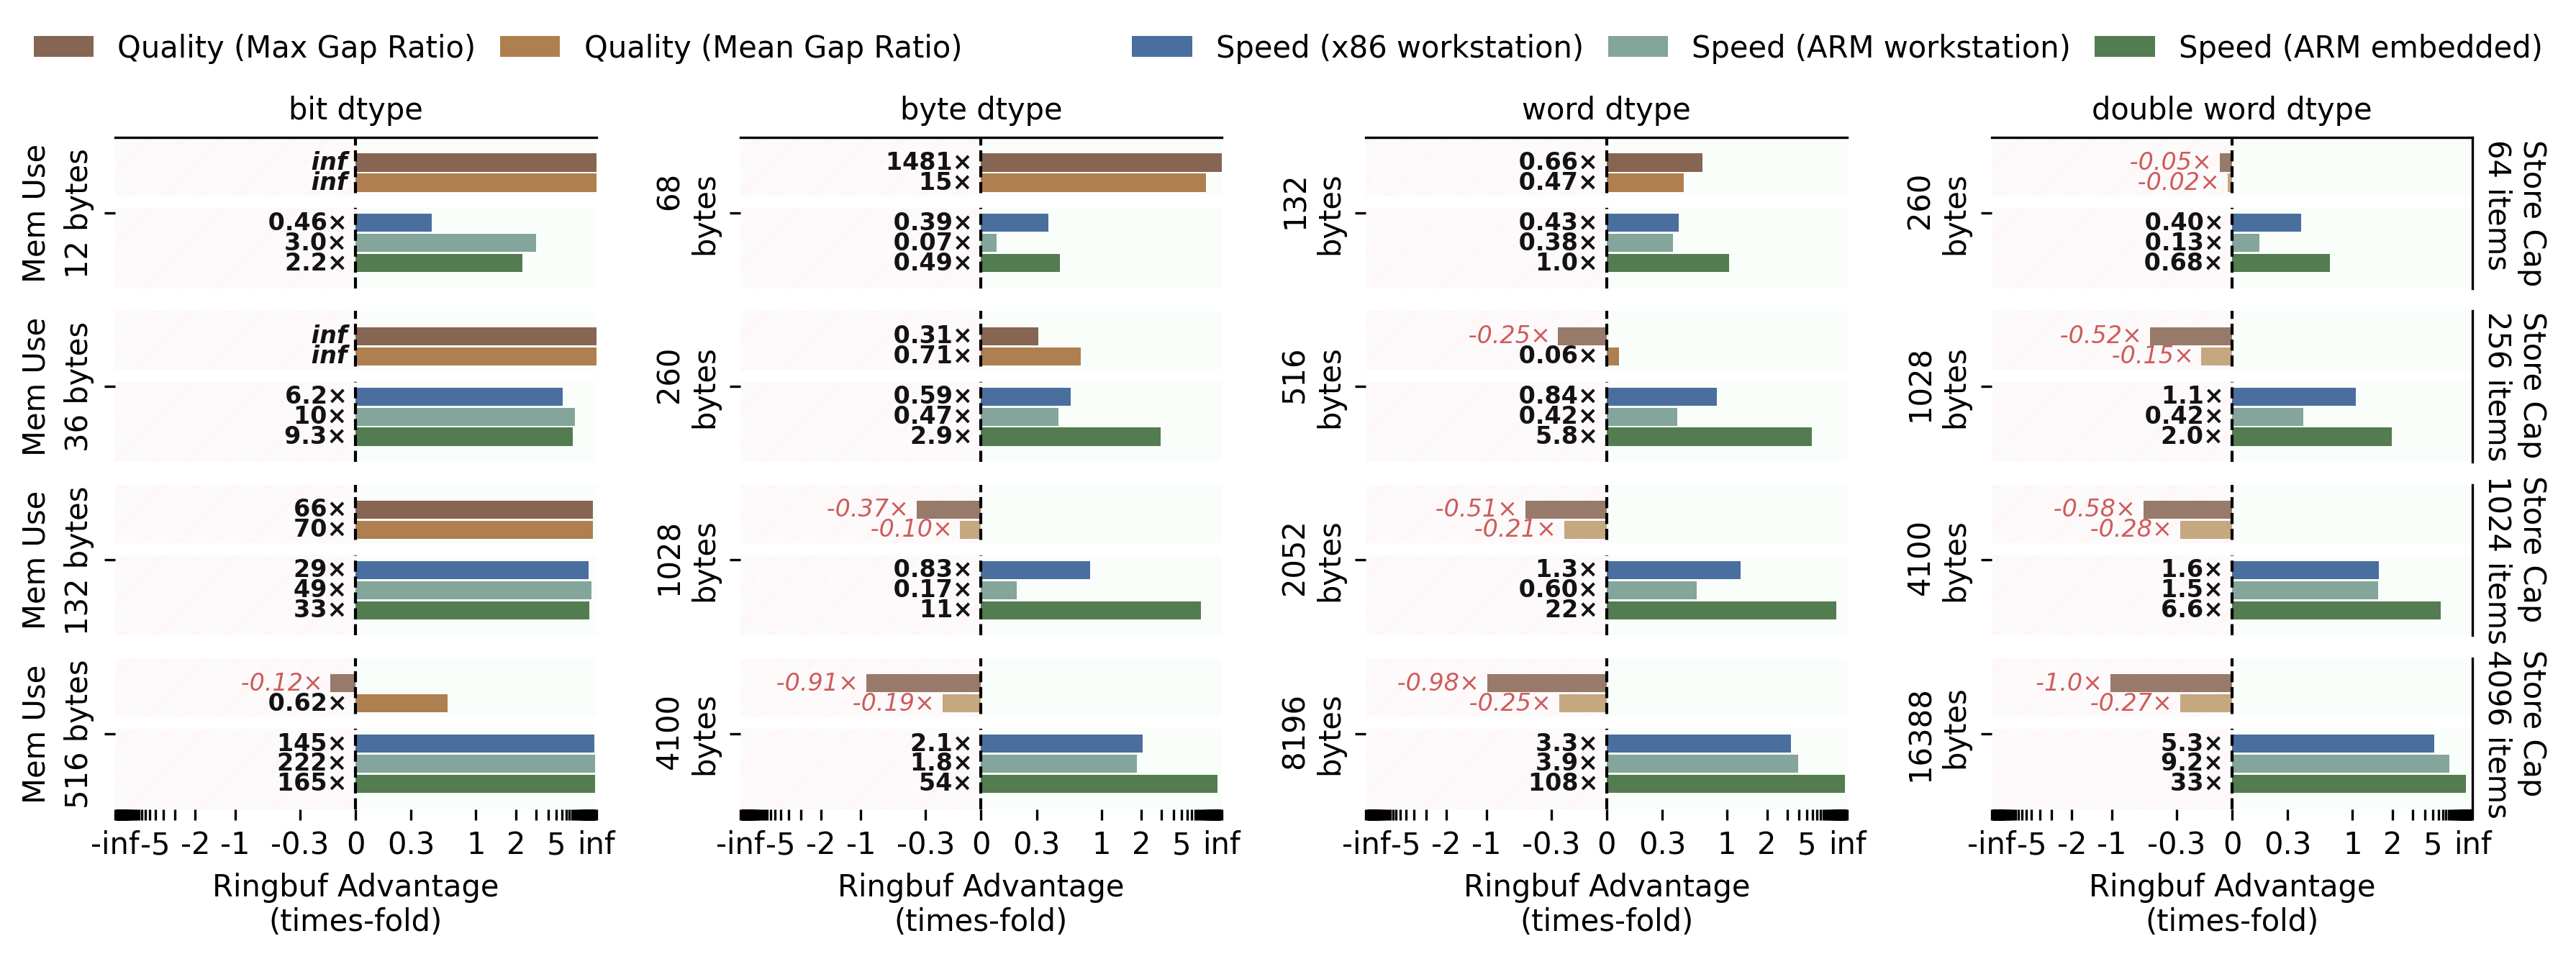 Quality (Max Gap Ratio) Quality (Mean Gap Ratio) Speed (x86 workstation) Speed (ARM workstation) Speed (ARM embedded)
bit dtype byte dtype word dtype double word dtype
Mem Use
12 bytes
inf
inf
0.46×
3.0×
2.2×
68
bytes
1481×
15×
0.39×
0.07×
0.49×
132
bytes
0.66×
0.47×
0.43×
0.38×
1.0×
260
bytes
-0.05×
-0.02×
0.40×
0.13×
0.68×
Store Cap
64 items
Mem Use
36 bytes
inf
inf
6.2×
10×
9.3×
260
bytes
0.31×
0.71×
0.59×
0.47×
2.9×
516
bytes
-0.25×
0.06×
0.84×
0.42×
5.8×
1028
bytes
-0.52×
-0.15×
1.1×
0.42×
2.0×
Store Cap
256 items
Mem Use
132 bytes
66×
70×
29×
49×
33×
1028
bytes
-0.37×
-0.10×
0.83×
0.17×
11×
2052
bytes
-0.51×
-0.21×
1.3×
0.60×
22×
4100
bytes
-0.58×
-0.28×
1.6×
1.5×
6.6×
Store Cap
1024 items
Mem Use
516 bytes
-0.12×
0.62×
145×
222×
165×
4100
bytes
-0.91×
-0.19×
2.1×
1.8×
54×
8196
bytes
-0.98×
-0.25×
3.3×
3.9×
108×
16388
bytes
-1.0×
-0.27×
5.3×
9.2×
33×
Store Cap
4096 items
-inf -5 -2 -1 -0.3 0 0.3 1 2 5 inf -inf -5 -2 -1 -0.3 0 0.3 1 2 5 inf -inf -5 -2 -1 -0.3 0 0.3 1 2 5 inf -inf -5 -2 -1 -0.3 0 0.3 1 2 5 inf
Ringbuf Advantage
(times-fold)
Ringbuf Advantage
(times-fold)
Ringbuf Advantage
(times-fold)
Ringbuf Advantage
(times-fold)